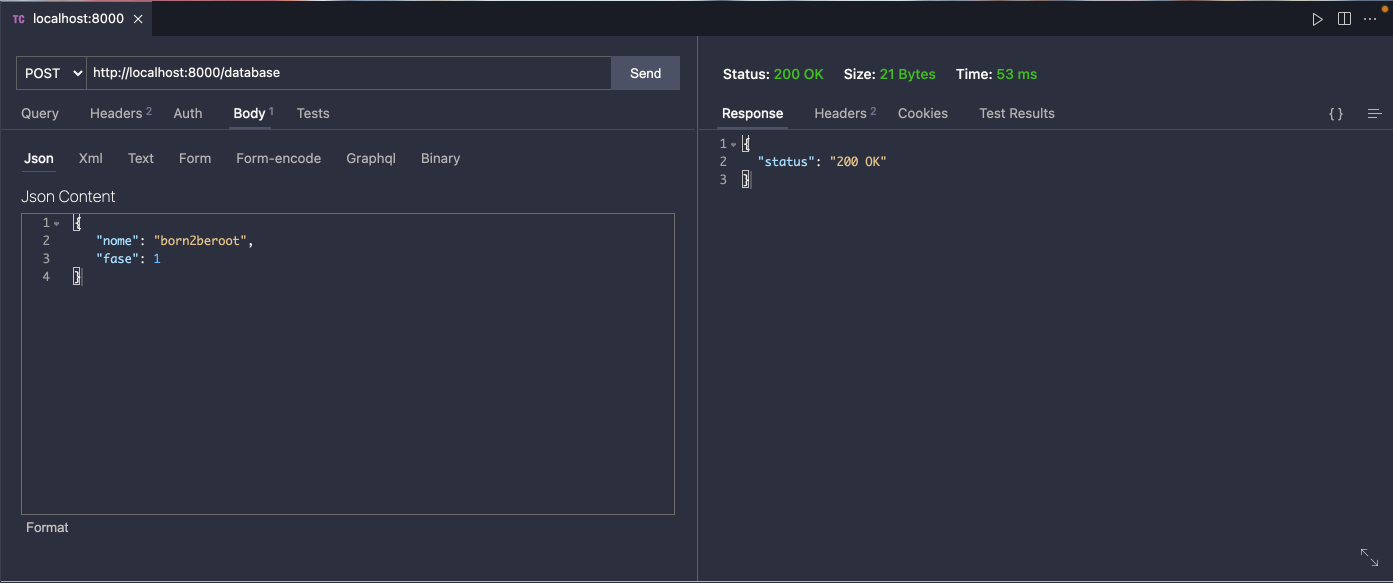 TC localhost:8000
POST http://localhost:8000/database Send
Query Headers 2 Auth Body 1 Tests
Json Xml Text Form Form-encode Graphql Binary
Json Content
1 {
2 "nome": "born2beroot",
3 "fase": 1
4 }
Format
Status: 200 OK Size: 21 Bytes Time: 53 ms
Response Headers 2 Cookies Test Results { }
1 {
2 "status": "200 OK"
3 }